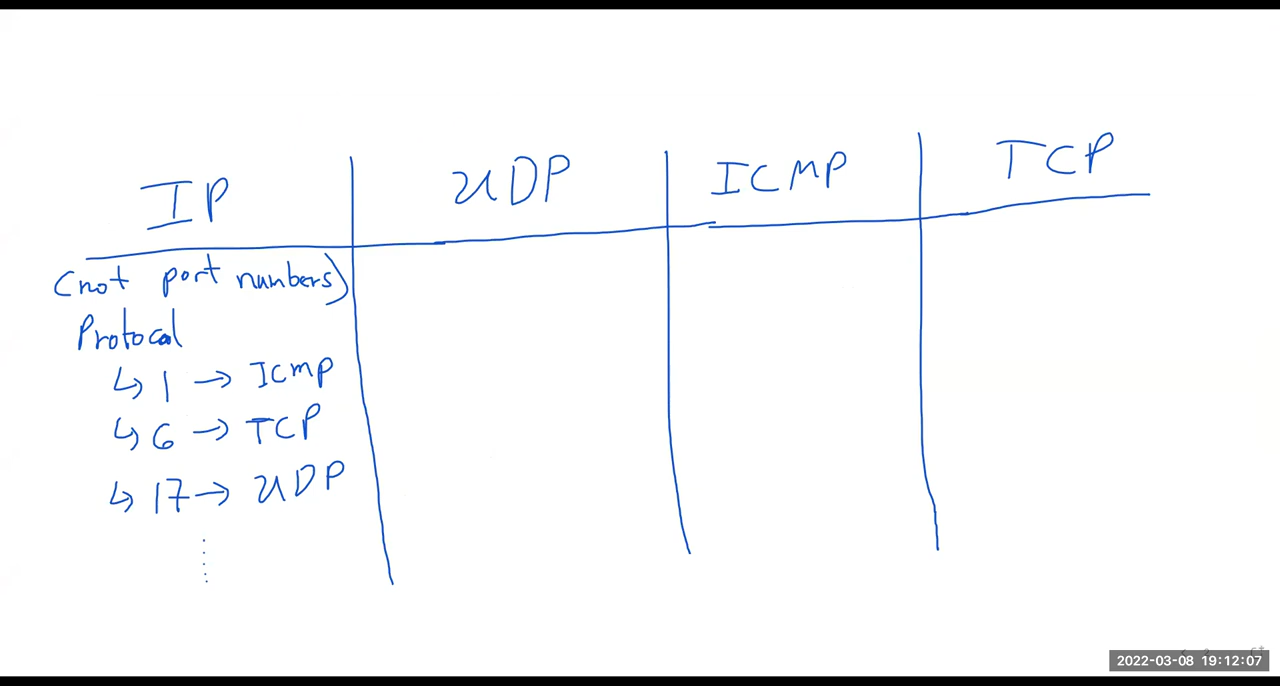 IP UDP ICMP TCP
(not port numbers)
Protocal
↳ 1 → Icmp
↳ 6 → TCP
↳ 17 → UDP
2022-03-08 19:12:07